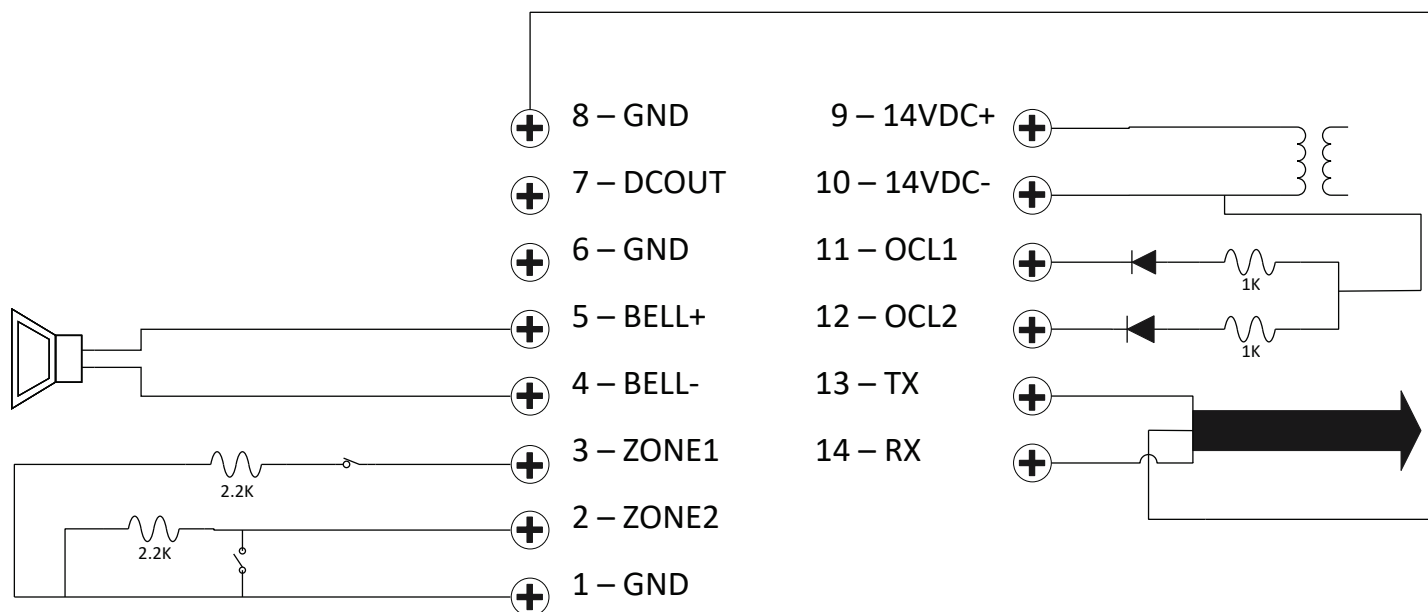 8 – GND
7 – DCOUT
6 – GND
5 – BELL+
4 – BELL-
3 – ZONE1
2 – ZONE2
1 – GND
2.2K
2.2K
9 – 14VDC+
10 – 14VDC-
11 – OCL1
1K
12 – OCL2
1K
13 – TX
14 – RX